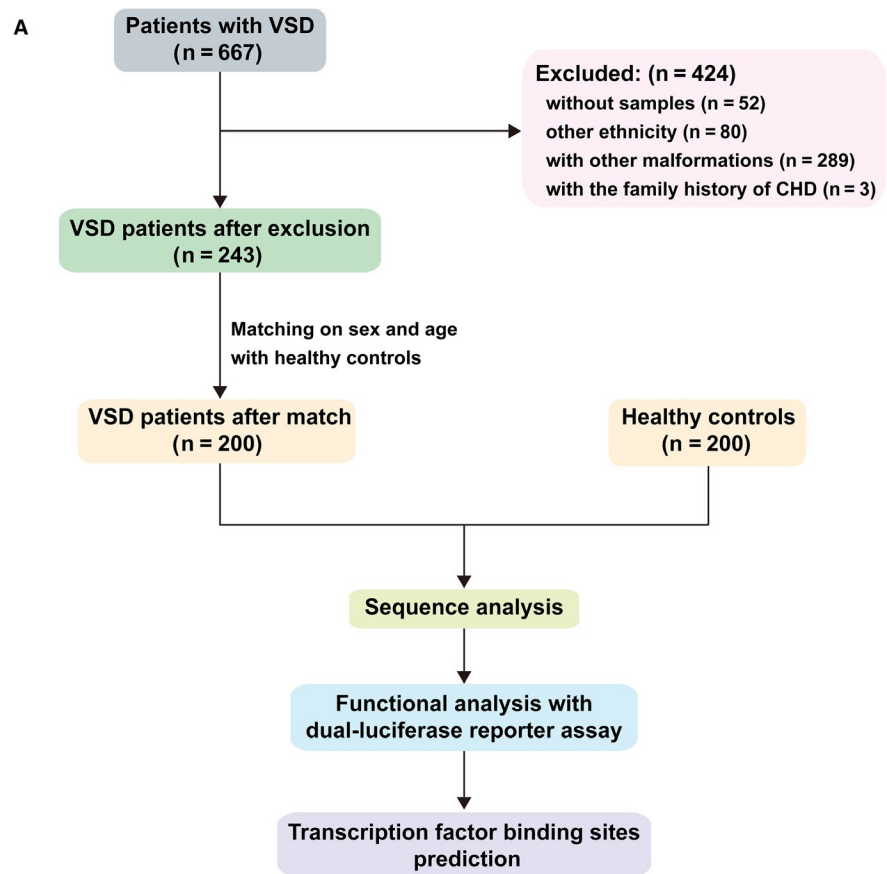 A
Patients with VSD
(n = 667)
Excluded: (n = 424)
without samples (n = 52)
other ethnicity (n = 80)
with other malformations (n = 289)
with the family history of CHD (n = 3)
VSD patients after exclusion
(n = 243)
Matching on sex and age
with healthy controls
VSD patients after match
(n = 200)
Healthy controls
(n = 200)
Sequence analysis
Functional analysis with
dual-luciferase reporter assay
Transcription factor binding sites
prediction